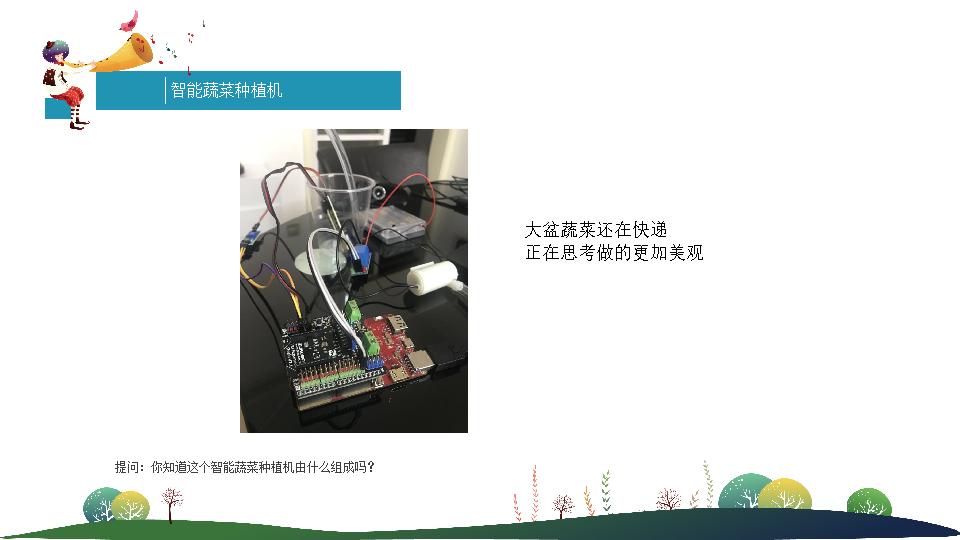 智能蔬菜种植机
大盆蔬菜还在快递
正在思考做的更加美观
提问：你知道这个智能蔬菜种植机由什么组成吗？